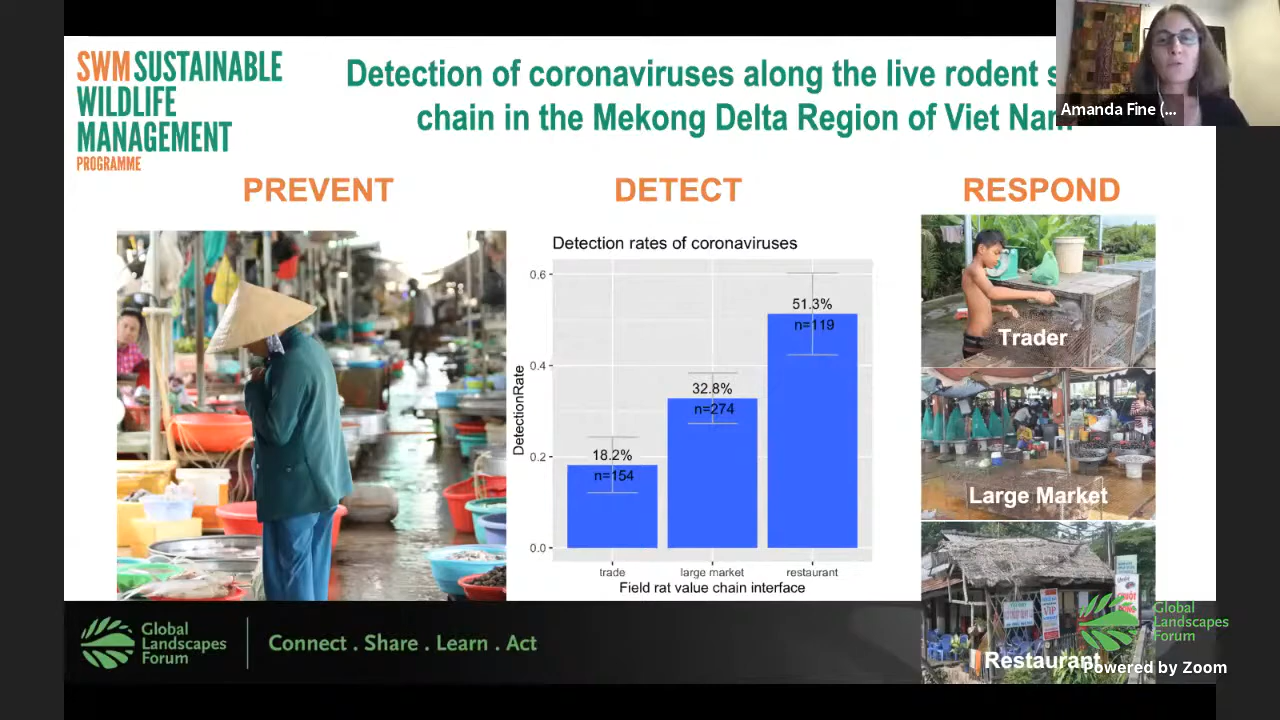 SWM SUSTAINABLE
WILDLIFE
MANAGEMENT
PROGRAMME
Detection of coronaviruses along the live rodent s
chain in the Mekong Delta Region of Viet Nam
Amanda Fine (...
PREVENT
DETECT
RESPOND
Detection rates of coronaviruses
DetectionRate
0.6
0.4
0.2
0.0
18.2%
n=154
32.8%
n=274
51.3%
n=119
trade
large market
restaurant
Field rat value chain interface
Trader
Large Market
VIP
CHUỘT
ĐỒNG
Restaurant
Global
Landscapes
Forum
Connect . Share . Learn . Act
Global
Landscapes
Forum
Powered by Zoom